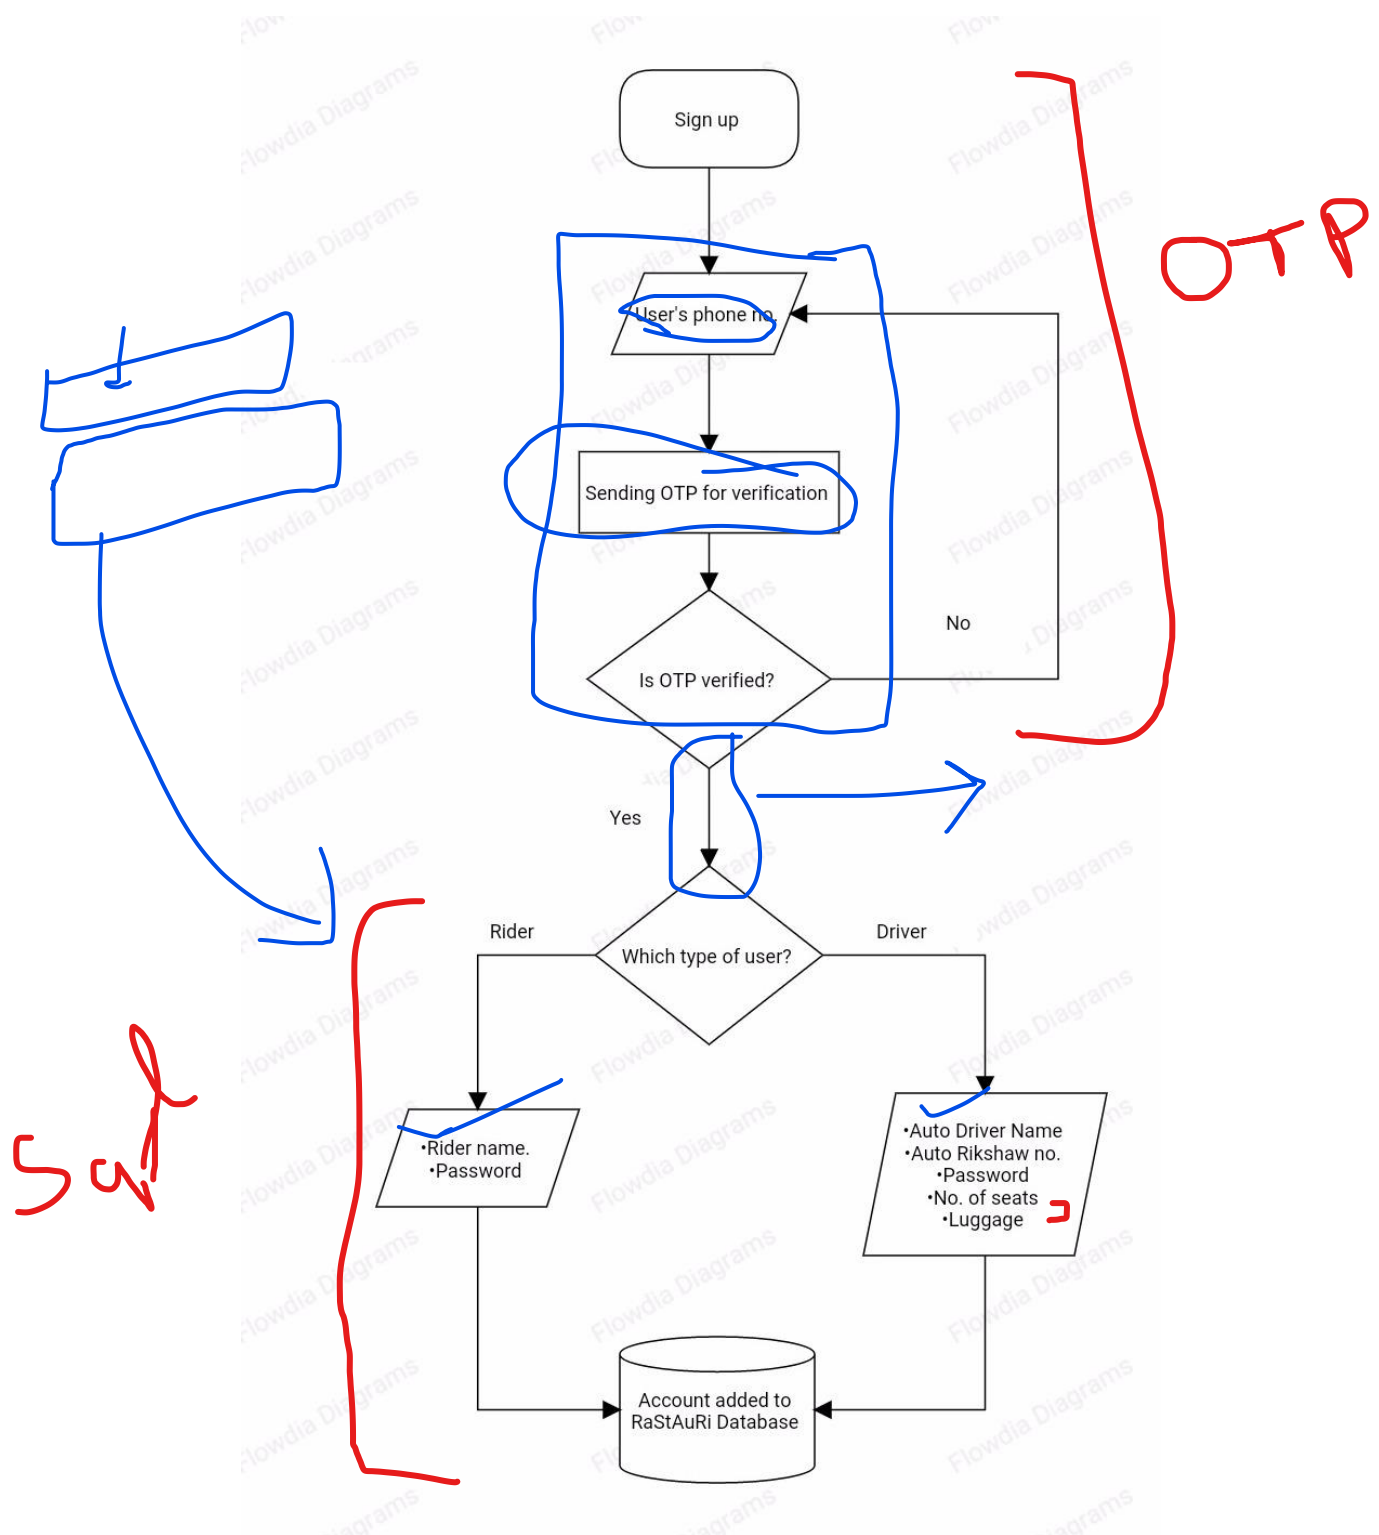 Sign up
OTP
User's phone no.
Sending OTP for verification
No
Is OTP verified?
Yes
Rider
Driver
Which type of user?
•Rider name.
•Password
•Auto Driver Name
•Auto Rikshaw no.
•Password
•No. of seats
•Luggage
Sql
Account added to
RaStAuRi Database
Flowdia Diagrams